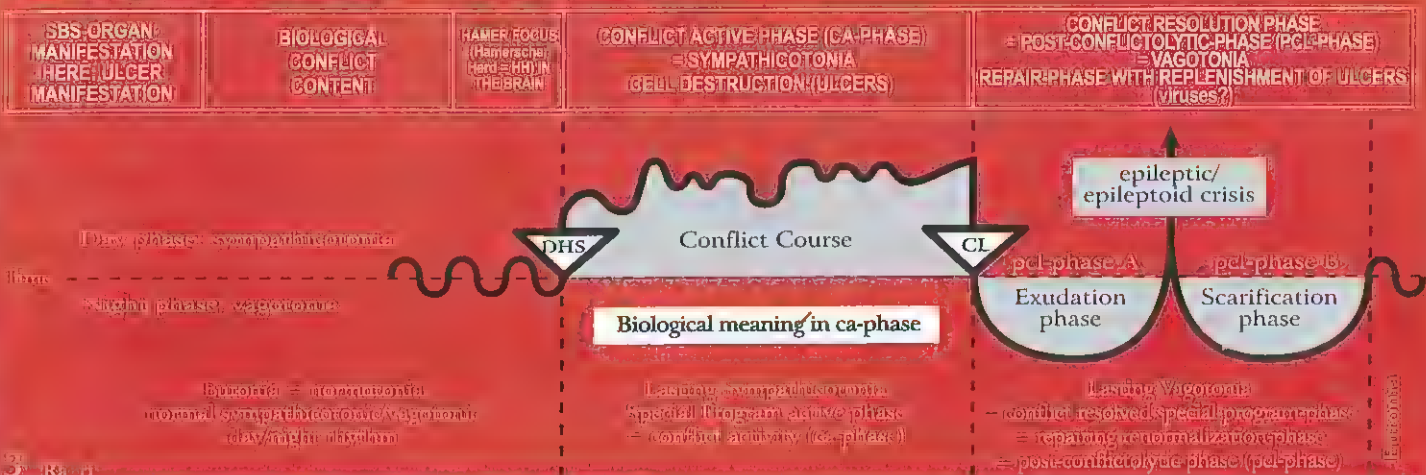 SBS-ORGAN
MANIFESTATION
HERE: ULCER
MANIFESTATION
BIOLOGICAL
CONFLICT
CONTENT
HAMER FOCUS
(Hamerscher
Herd = HH) IN
THE BRAIN
CONFLICT ACTIVE PHASE (CA-PHASE)
= SYMPATHICOTONIA
CELL DESTRUCTION (ULCERS)
CONFLICT RESOLUTION PHASE
= POST-CONFLICTOLYTIC-PHASE (PCL-PHASE)
= VAGOTONIA
REPAIR-PHASE WITH REPLENISHMENT OF ULCERS
(viruses?)
epileptic/
epileptoid crisis
Day phase: sympathicotonia
DHS
Conflict Course
CL
pcl-phase A
pcl-phase B
Night phase: vagotonia
Exudation
phase
Scarification
phase
Biological meaning in ca-phase
Eutonia = normotonia
normal sympathicotonic/vagotonic
day/night rhythm
Lasting Sympathicotonia
Special Program active phase
= conflict activity (ca-phase)
Lasting Vagotonia
= conflict resolved special program phase
= repairing renormalization phase
= post-conflictolytic phase (pcl-phase)